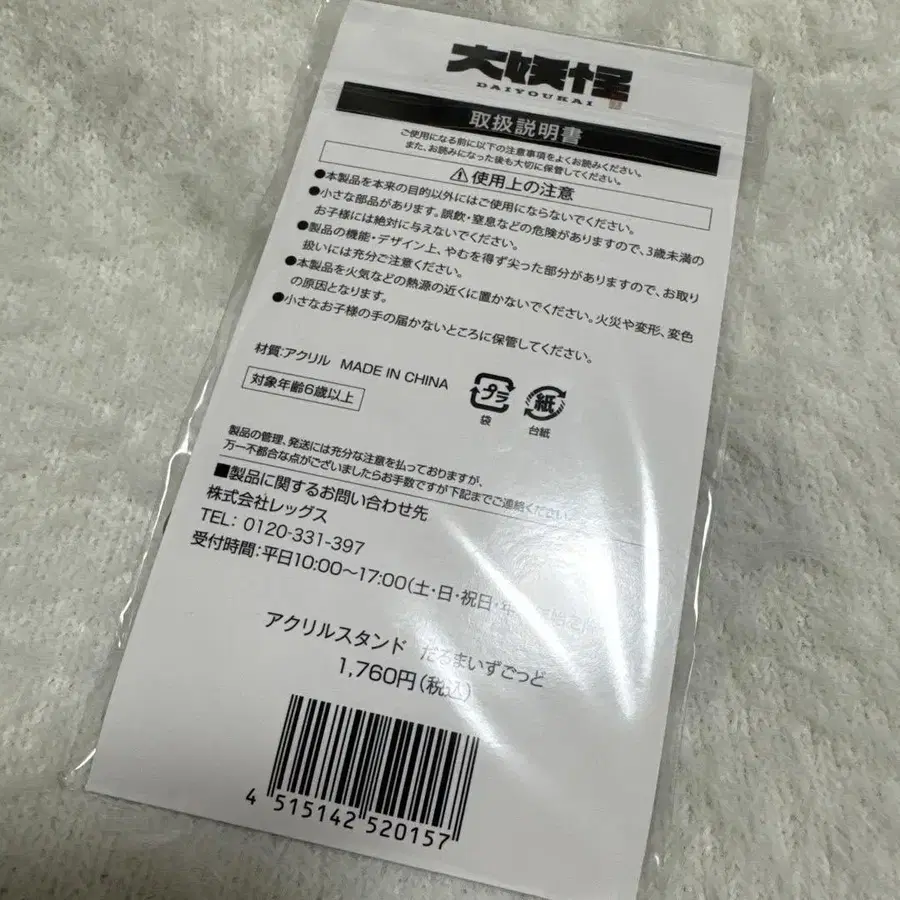 大妖怪
DAIYOUKAI
取扱説明書
ご使用になる前に以下の注意事項をよくお読みください。
また、お読みになった後も大切に保管してください。
⚠使用上の注意
●本製品を本来の目的以外にはご使用にならないでください。
●小さな部品があります。誤飲・窒息などの危険がありますので、3歳未満の
お子様には絶対に与えないでください。
●製品の機能・デザイン上、やむを得ず尖った部分がありますので、お取り
扱いには充分ご注意ください。
●本製品を火気などの熱源の近くに置かないでください。火災や変形、変色
の原因となります。
●小さなお子様の手の届かないところに保管してください。
材質:アクリル MADE IN CHINA
対象年齢6歳以上
プラ
袋
紙
台紙
製品の管理、発送には充分な注意を払っておりますが、
万一不都合な点がございましたらお手数ですが下記までご連絡ください。
■製品に関するお問い合わせ先
株式会社レッグス
TEL: 0120-331-397
受付時間:平日10:00〜17:00(土・日・祝日・
アクリルスタンド だるまいずごっど
1,760円(税込)
4 515142 520157